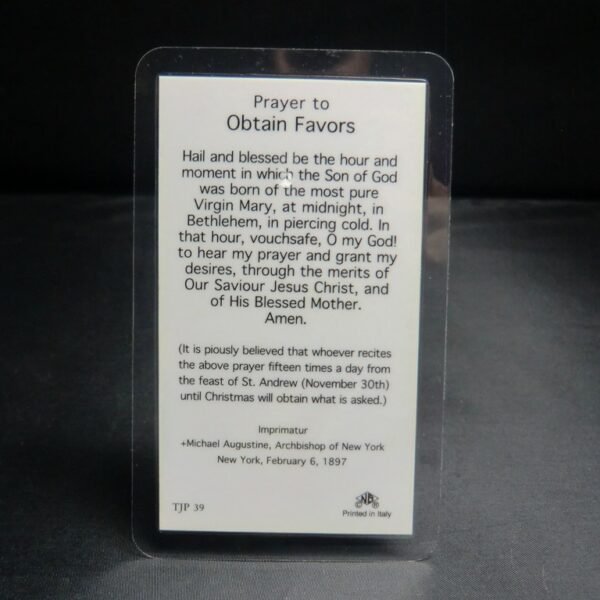 Prayer to
Obtain Favors
Hail and blessed be the hour and
moment in which the Son of God
was born of the most pure
Virgin Mary, at midnight, in
Bethlehem, in piercing cold. In
that hour, vouchsafe, O my God!
to hear my prayer and grant my
desires, through the merits of
Our Saviour Jesus Christ, and
of His Blessed Mother.
Amen.
(It is piously believed that whoever recites
the above prayer fifteen times a day from
the feast of St. Andrew (November 30th)
until Christmas will obtain what is asked.)
Imprimatur
+Michael Augustine, Archbishop of New York
New York, February 6, 1897
TJP 39
NB
Printed in Italy